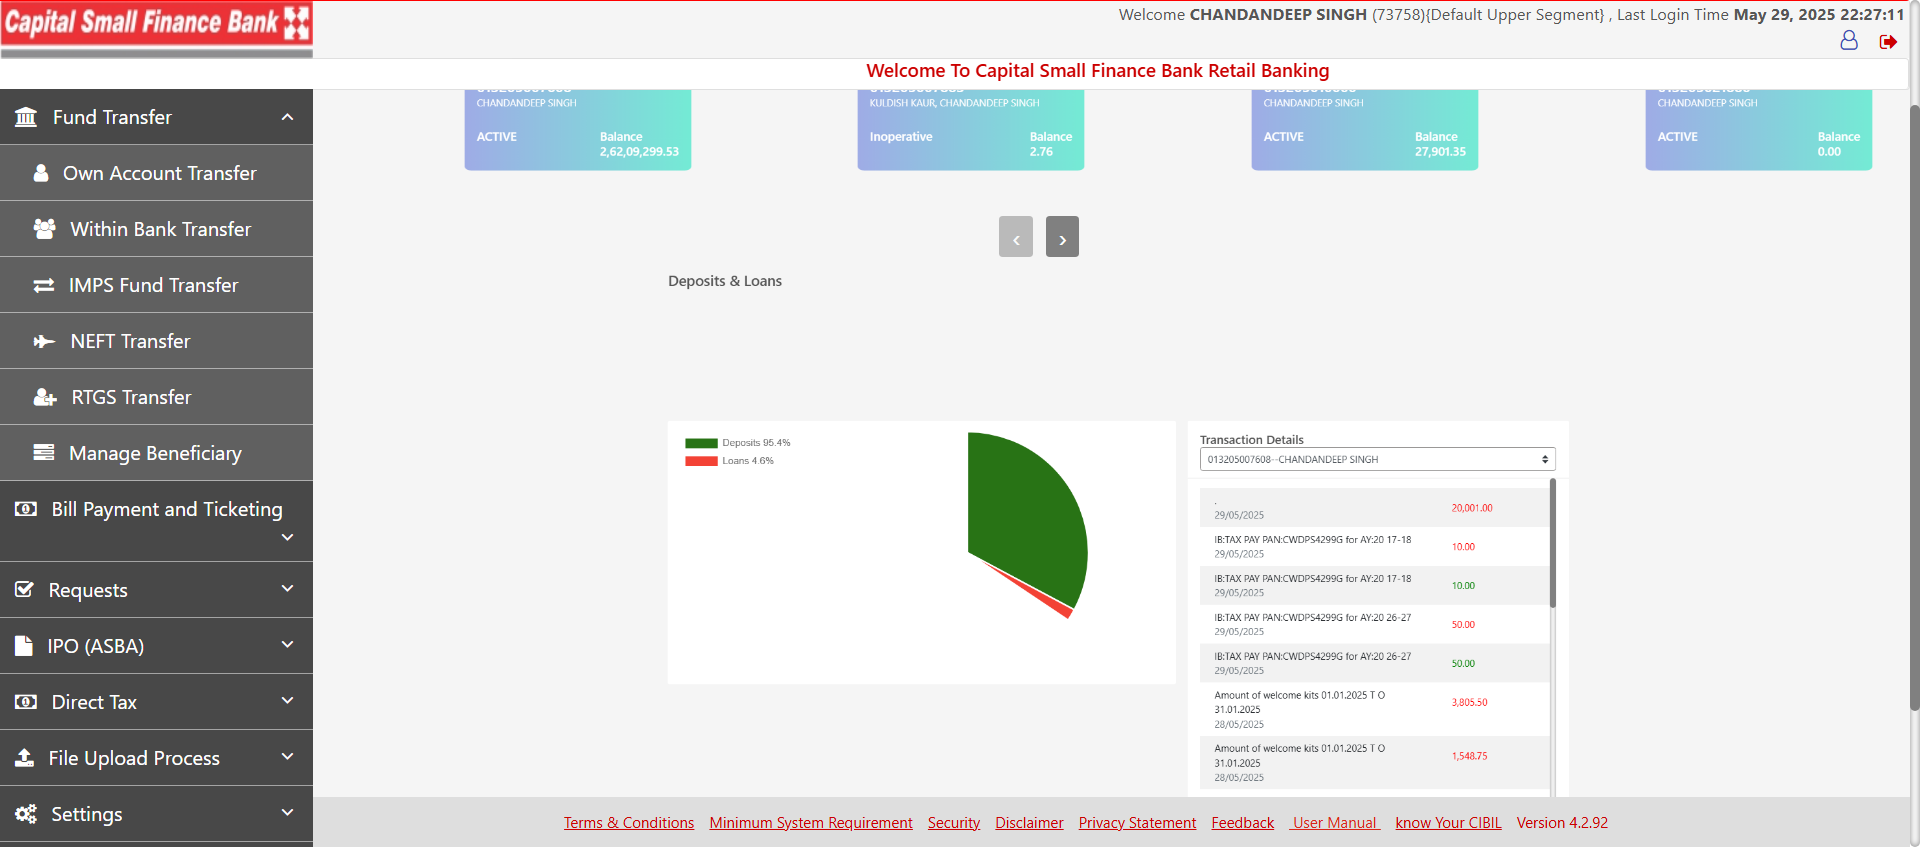 Capital Small Finance Bank
Welcome CHANDANDEEP SINGH (73758){Default Upper Segment} , Last Login Time May 29, 2025 22:27:11
Welcome To Capital Small Finance Bank Retail Banking
Fund Transfer
Own Account Transfer
Within Bank Transfer
IMPS Fund Transfer
NEFT Transfer
RTGS Transfer
Manage Beneficiary
Bill Payment and Ticketing
Requests
IPO (ASBA)
Direct Tax
File Upload Process
Settings
CHANDANDEEP SINGH
ACTIVE Balance
2,62,09,299.53
KULDISH KAUR, CHANDANDEEP SINGH
Inoperative Balance
2.76
CHANDANDEEP SINGH
ACTIVE Balance
27,901.35
CHANDANDEEP SINGH
ACTIVE Balance
0.00
‹ ›
Deposits & Loans
Deposits 95.4%
Loans 4.6%
Transaction Details
013205007608--CHANDANDEEP SINGH
. 20,001.00
29/05/2025
IB:TAX PAY PAN:CWDPS4299G for AY:20 17-18 10.00
29/05/2025
IB:TAX PAY PAN:CWDPS4299G for AY:20 17-18 10.00
29/05/2025
IB:TAX PAY PAN:CWDPS4299G for AY:20 26-27 50.00
29/05/2025
IB:TAX PAY PAN:CWDPS4299G for AY:20 26-27 50.00
29/05/2025
Amount of welcome kits 01.01.2025 T O 3,805.50
31.01.2025
28/05/2025
Amount of welcome kits 01.01.2025 T O 1,548.75
31.01.2025
28/05/2025
Terms & Conditions Minimum System Requirement Security Disclaimer Privacy Statement Feedback User Manual know Your CIBIL Version 4.2.92